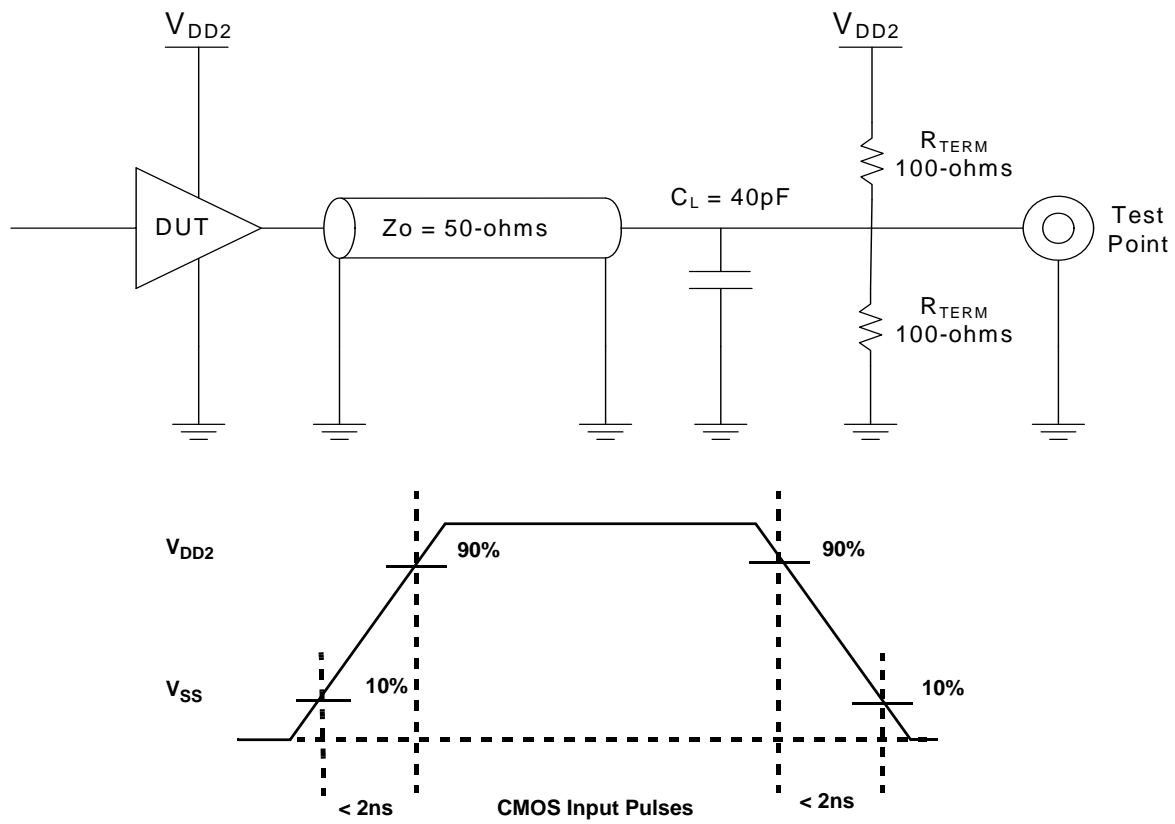 VDD2
VDD2
RTERM
100-ohms
CL = 40pF
DUT
Zo = 50-ohms
Test
Point
RTERM
100-ohms
VDD2
90%
90%
VSS
10%
10%
< 2ns
CMOS Input Pulses
< 2ns